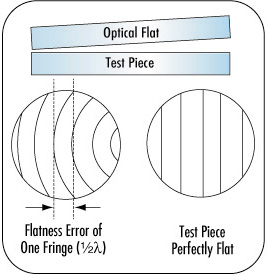 Optical Flat
Test Piece
Flatness Error of
One Fringe (½λ)
Test Piece
Perfectly Flat